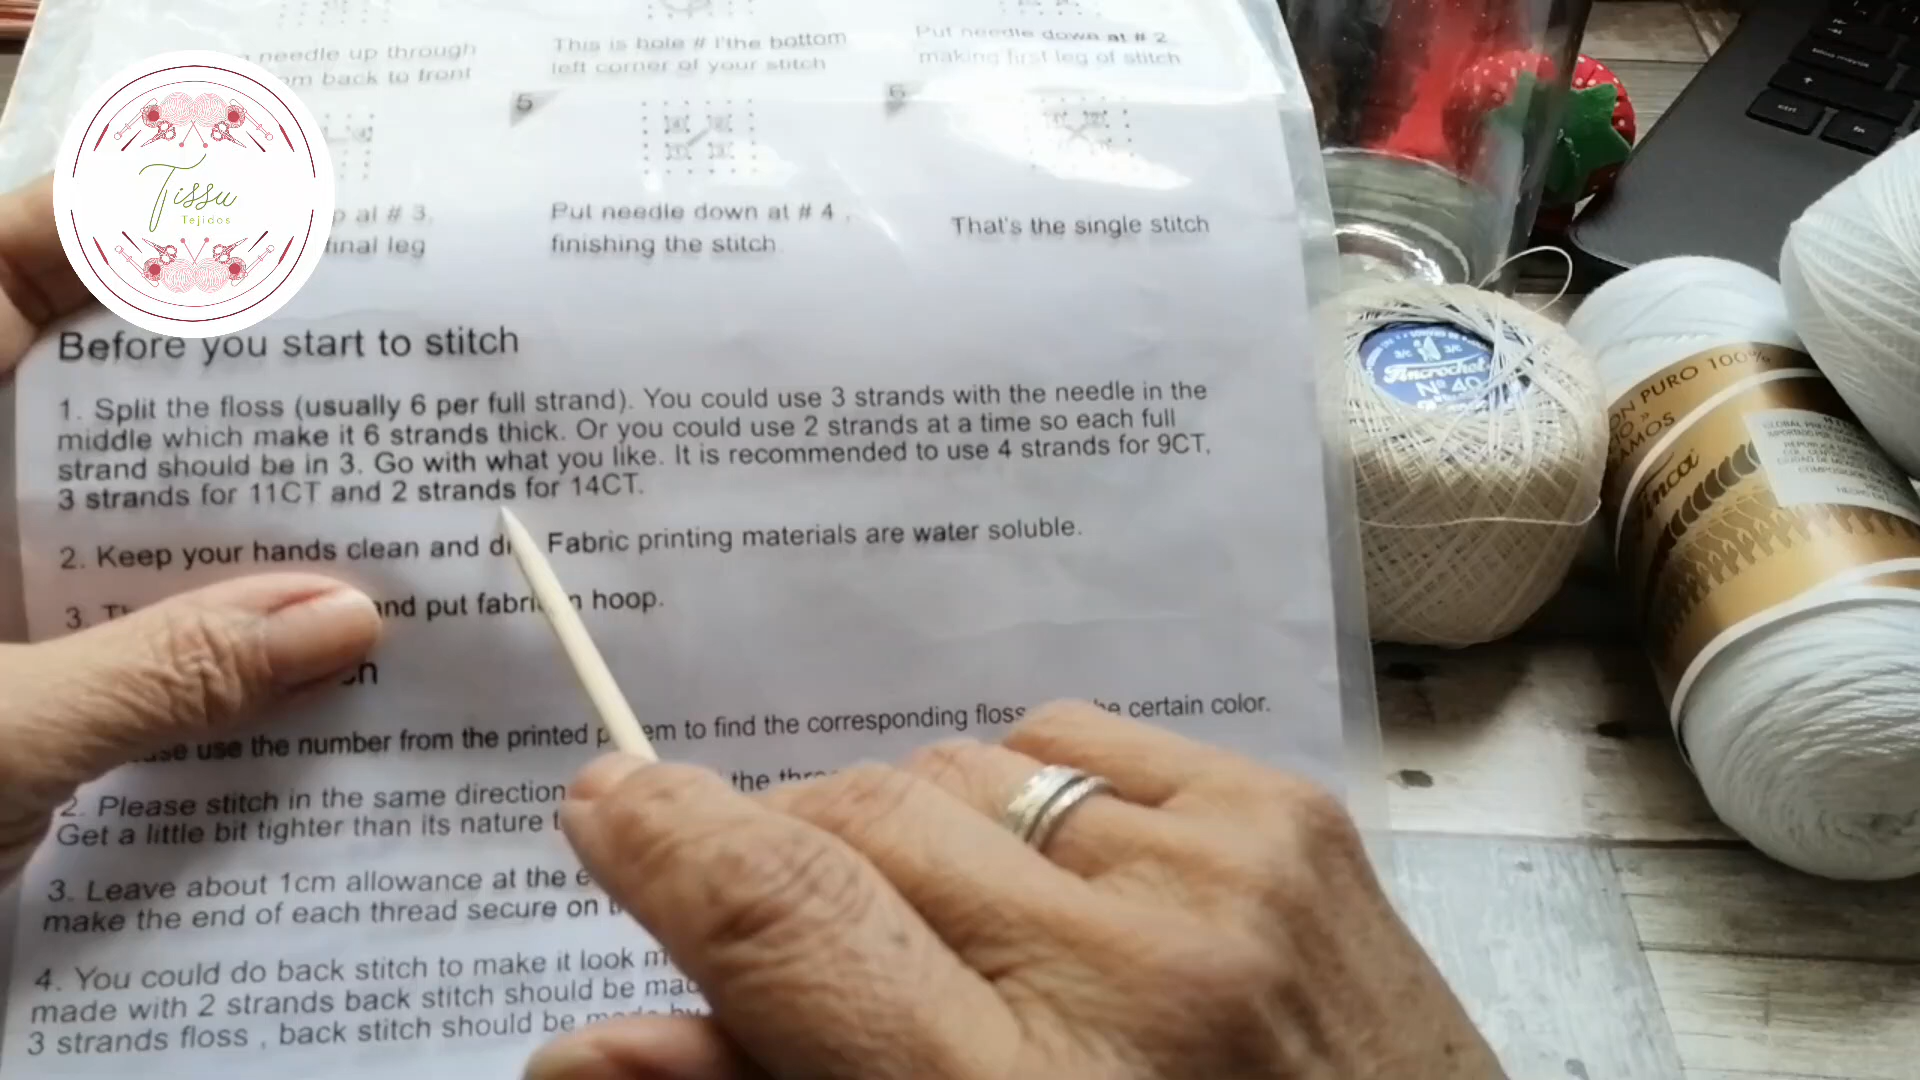 needle up through
This is hole # 1 the bottom
Put needle down at # 2
om back to front
left corner of your stitch
making first leg of stitch
5
6
Tissu
Tejidos
p at # 3,
final leg
Put needle down at # 4 ,
finishing the stitch
That's the single stitch
Before you start to stitch
1. Split the floss (usually 6 per full strand). You could use 3 strands with the needle in the
middle which make it 6 strands thick. Or you could use 2 strands at a time so each full
strand should be in 3. Go with what you like. It is recommended to use 4 strands for 9CT,
3 strands for 11CT and 2 strands for 14CT.
2. Keep your hands clean and Fabric printing materials are water soluble.
3. and put fabric hoop.
use the number from the printed to find the corresponding floss certain color.
2. Please stitch in the same direction the
Get a little bit tighter than its nature
3. Leave about 1cm allowance at the
make the end of each thread secure on
4. You could do back stitch to make it look
made with 2 strands back stitch should be
3 strands floss , back stitch should be made by
3/c 3/c
Fincrochet
Nº 40
PURO 100%